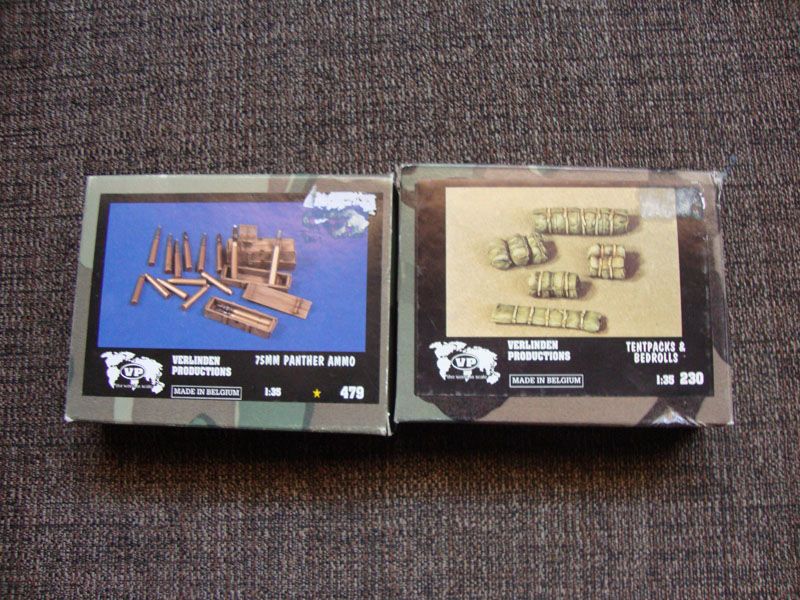 VP
VERLINDEN
PRODUCTIONS
75MM PANTHER AMMO
MADE IN BELGIUM
1:35
479
VP
VERLINDEN
PRODUCTIONS
TENTPACKS &
BEDROLLS
MADE IN BELGIUM
1:35 230